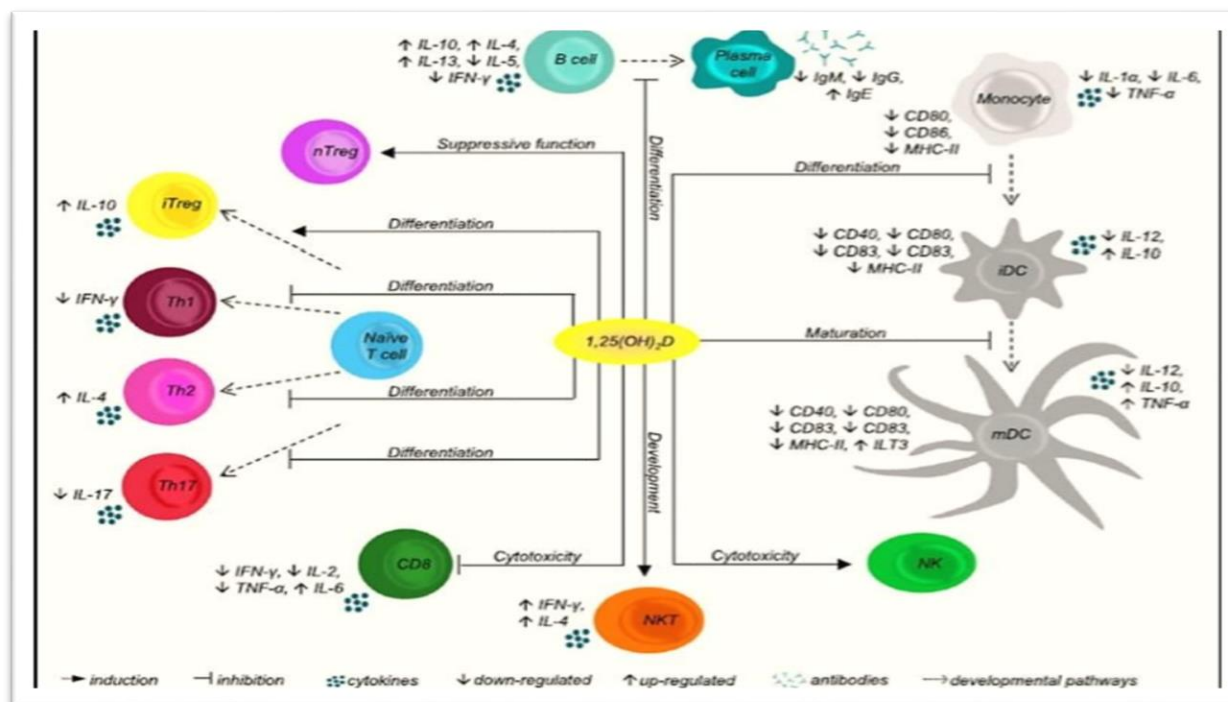 ↑ IL-10, ↑ IL-4,
↑ IL-13, ↓ IL-5,
↓ IFN-γ
B cell
Plasma
cell
↓ IgM, ↓ IgG,
↑ IgE
Monocyte
↓ IL-1α, ↓ IL-6,
↓ TNF-α
↓ CD80,
↓ CD86,
↓ MHC-II
nTreg
Suppressive function
Differentiation
Differentiation
↑ IL-10
iTreg
Differentiation
↓ CD40, ↓ CD80,
↓ CD83, ↓ CD83,
↓ MHC-II
iDC
↓ IL-12,
↑ IL-10
↓ IFN-γ
Th1
Differentiation
Naïve
T cell
1,25(OH)₂D
Maturation
↑ IL-4
Th2
Differentiation
↓ IL-12,
↑ IL-10,
↑ TNF-α
↓ CD40, ↓ CD80,
↓ CD83, ↓ CD83,
↓ MHC-II, ↑ ILT3
mDC
Differentiation
Development
↓ IL-17
Th17
↓ IFN-γ, ↓ IL-2,
↓ TNF-α, ↑ IL-6
CD8
Cytotoxicity
Cytotoxicity
NK
↑ IFN-γ,
↑ IL-4
NKT
induction
inhibition
cytokines
↓ down-regulated
↑ up-regulated
antibodies
developmental pathways